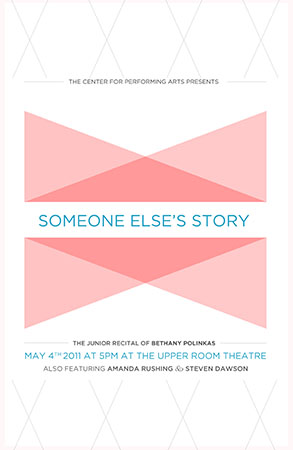 THE CENTER FOR PERFORMING ARTS PRESENTS
SOMEONE ELSE'S STORY
THE JUNIOR RECITAL OF BETHANY POLINKAS
MAY 4TH 2011 AT 5PM AT THE UPPER ROOM THEATRE
ALSO FEATURING AMANDA RUSHING & STEVEN DAWSON